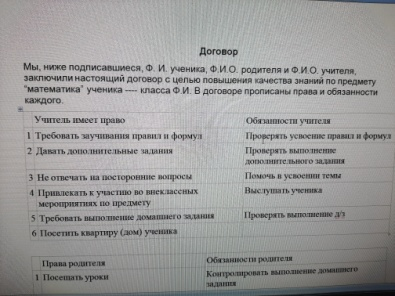 Договор
Мы, ниже подписавшиеся, Ф. И. ученика, Ф.И.О. родителя и Ф.И.О. учителя,
заключили настоящий договор с целью повышения качества знаний по предмету
"математика" ученика ---- класса Ф.И. В договоре прописаны права и обязанности
каждого.
Учитель имеет право Обязанности учителя
1 Требовать заучивания правил и формул Проверять усвоение правил и формул
2 Давать дополнительные задания Проверять выполнение
дополнительного задания
3 Не отвечать на посторонние вопросы Помочь в усвоении темы
4 Привлекать к участию во внеклассных Выслушать ученика
мероприятиях по предмету
5 Требовать выполнение домашнего задания Проверять выполнение д/з
6 Посетить квартиру (дом) ученика
Права родителя Обязанности родителя
1 Посещать уроки Контролировать выполнение домашнего
задания